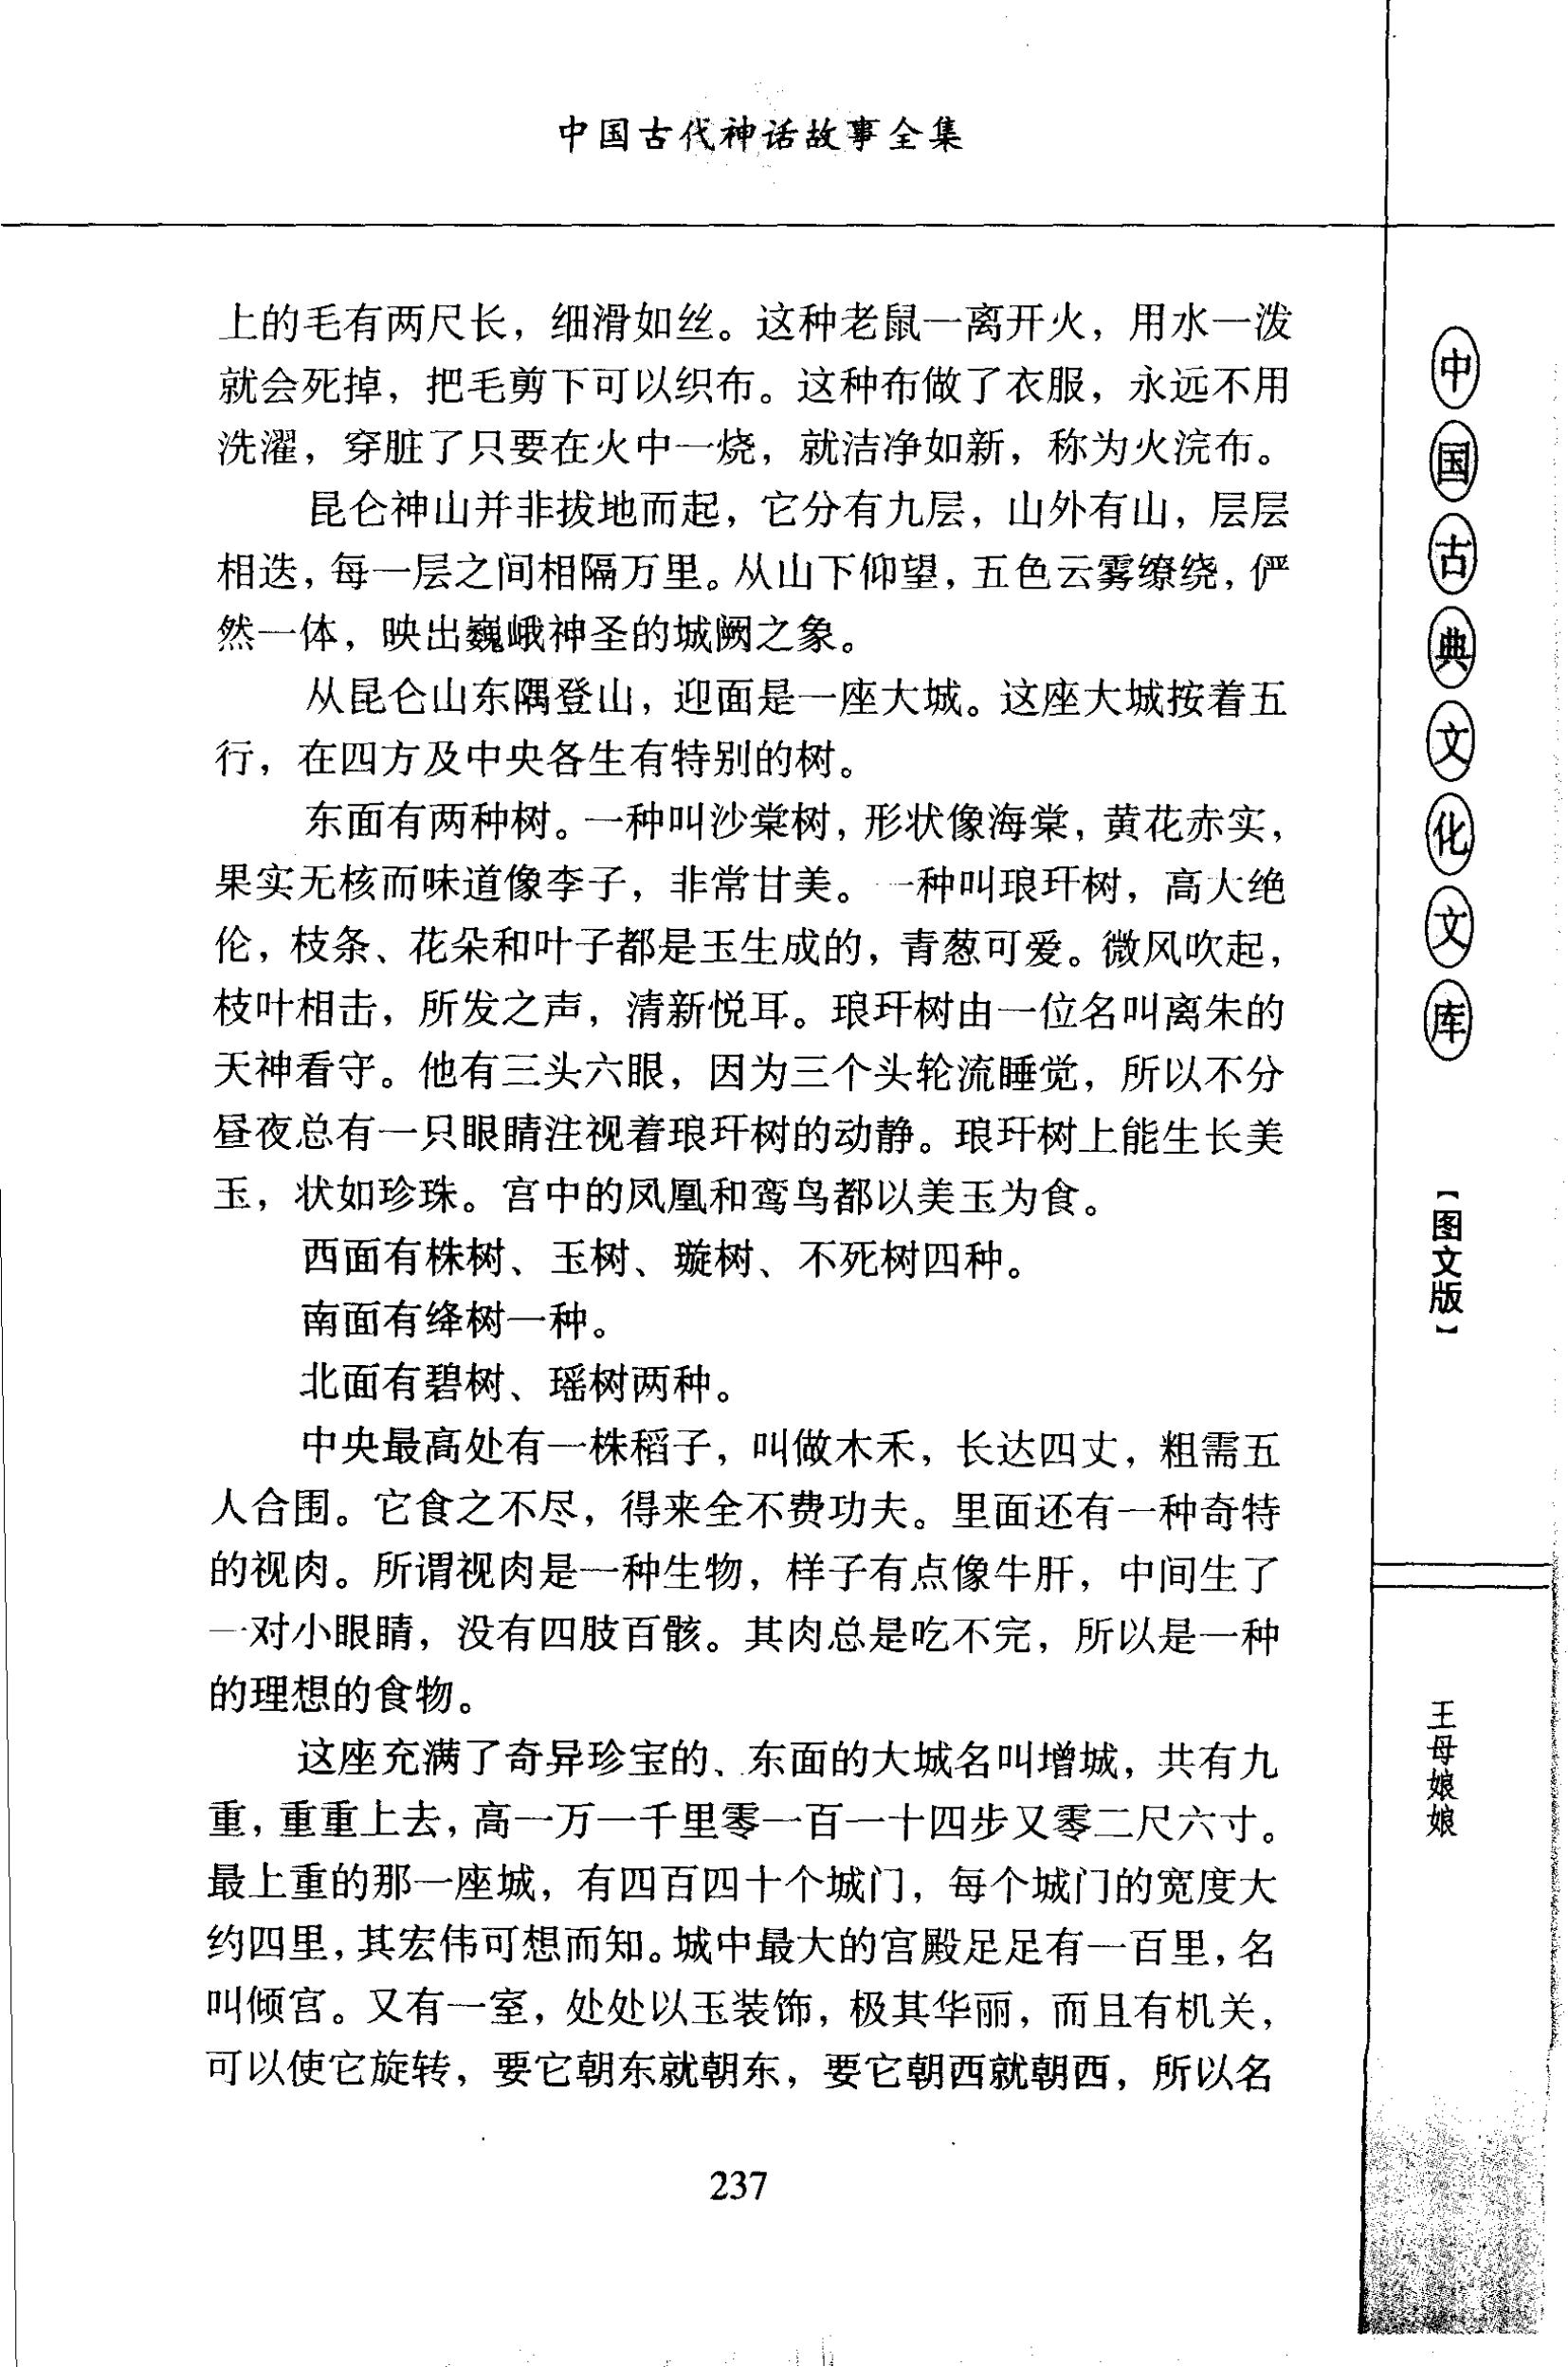 中国古代神话故事全集
上的毛有两尺长，细滑如丝。这种老鼠一离开火，用水一泼
就会死掉，把毛剪下可以织布。这种布做了衣服，永远不用
洗濯，穿脏了只要在火中一烧，就洁净如新，称为火浣布。
昆仑神山并非拔地而起，它分有九层，山外有山，层层
相迭，每一层之间相隔万里。从山下仰望，五色云雾缭绕，俨
然一体，映出巍峨神圣的城阙之象。
从昆仑山东隅登山，迎面是一座大城。这座大城按着五
行，在四方及中央各生有特别的树。
东面有两种树。一种叫沙棠树，形状像海棠，黄花赤实，
果实无核而味道像李子，非常甘美。一种叫琅玕树，高大绝
伦，枝条、花朵和叶子都是玉生成的，青葱可爱。微风吹起，
枝叶相击，所发之声，清新悦耳。琅玕树由一位名叫离朱的
天神看守。他有三头六眼，因为三个头轮流睡觉，所以不分
昼夜总有一只眼睛注视着琅玕树的动静。琅玕树上能生长美
玉，状如珍珠。宫中的凤凰和鸾鸟都以美玉为食。
西面有株树、玉树、璇树、不死树四种。
南面有绛树一种。
北面有碧树、瑶树两种。
中央最高处有一株稻子，叫做木禾，长达四丈，粗需五
人合围。它食之不尽，得来全不费功夫。里面还有一种奇特
的视肉。所谓视肉是一种生物，样子有点像牛肝，中间生了
一对小眼睛，没有四肢百骸。其肉总是吃不完，所以是一种
的理想的食物。
这座充满了奇异珍宝的、东面的大城名叫增城，共有九
重，重重上去，高一万一千里零一百一十四步又零二尺六寸。
最上重的那一座城，有四百四十个城门，每个城门的宽度大
约四里，其宏伟可想而知。城中最大的宫殿足足有一百里，名
叫倾宫。又有一室，处处以玉装饰，极其华丽，而且有机关，
可以使它旋转，要它朝东就朝东，要它朝西就朝西，所以名
237
中国古典文化文库
【图文版】
王母娘娘